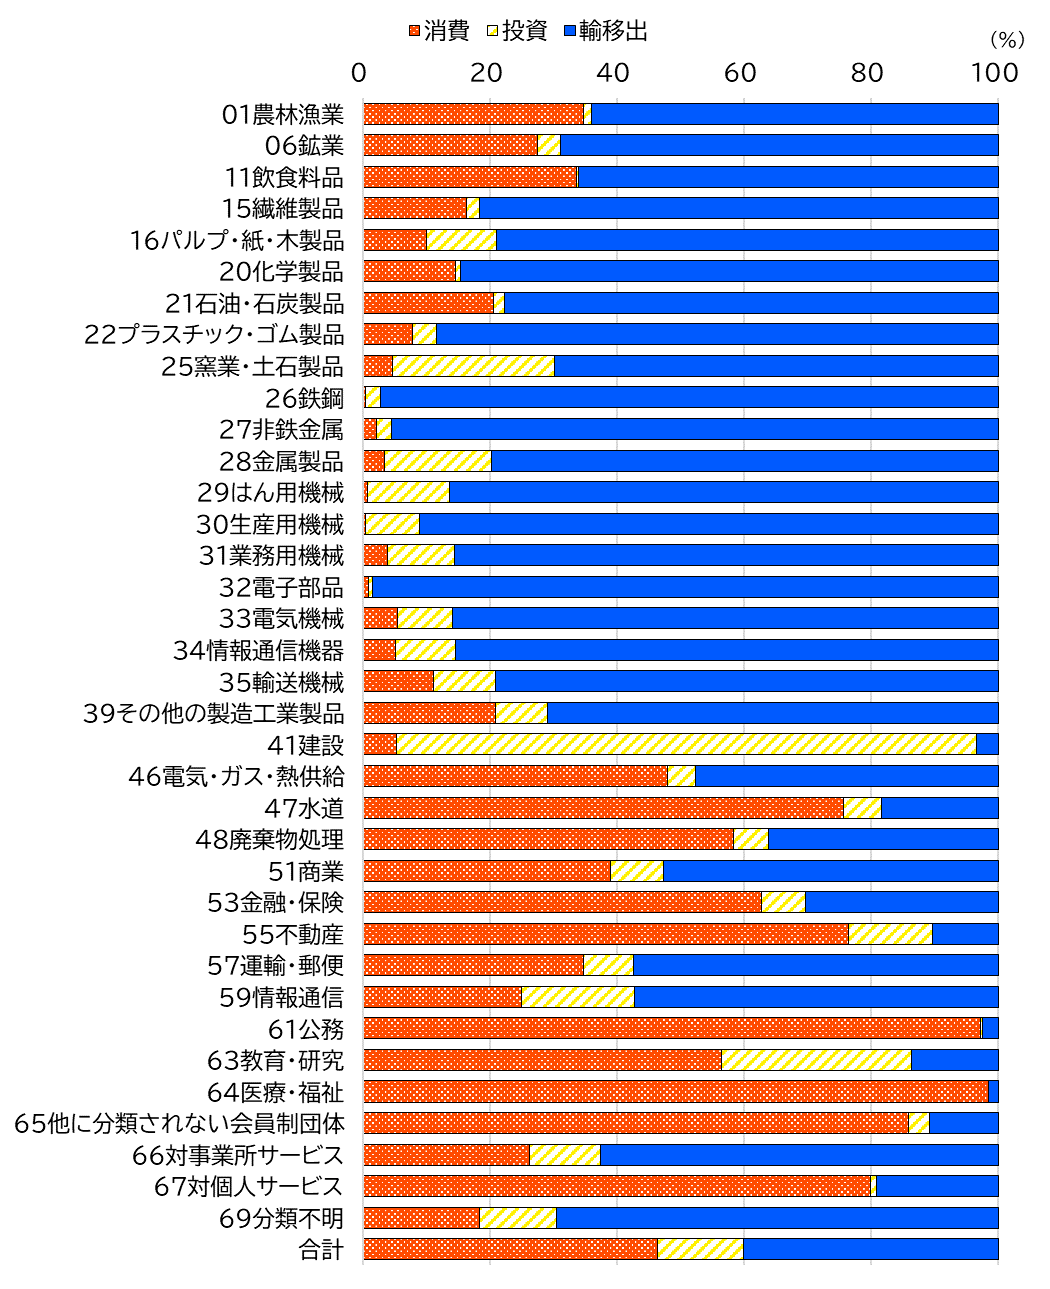 消費 投資 輸移出
(%)
0 20 40 60 80 100
01農林漁業
06鉱業
11飲食料品
15繊維製品
16パルプ・紙・木製品
20化学製品
21石油・石炭製品
22プラスチック・ゴム製品
25窯業・土石製品
26鉄鋼
27非鉄金属
28金属製品
29はん用機械
30生産用機械
31業務用機械
32電子部品
33電気機械
34情報通信機器
35輸送機械
39その他の製造工業製品
41建設
46電気・ガス・熱供給
47水道
48廃棄物処理
51商業
53金融・保険
55不動産
57運輸・郵便
59情報通信
61公務
63教育・研究
64医療・福祉
65他に分類されない会員制団体
66対事業所サービス
67対個人サービス
69分類不明
合計